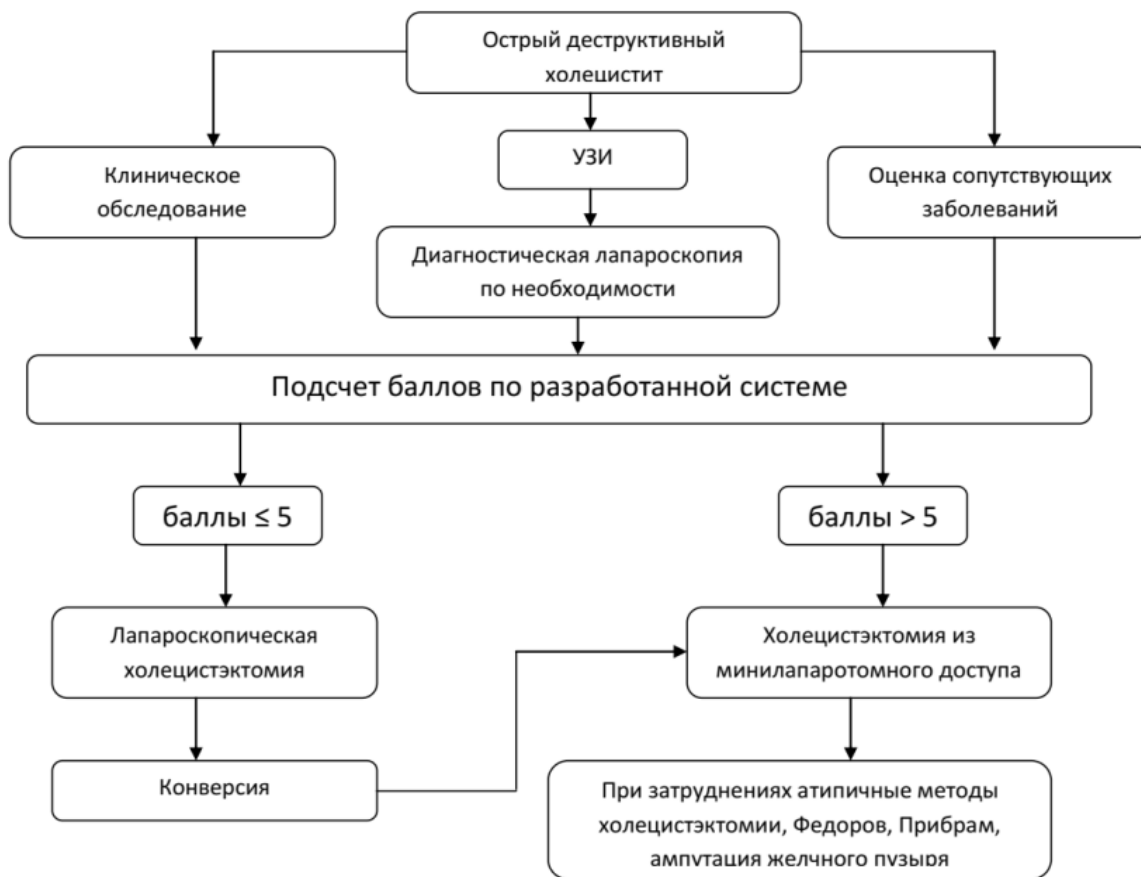 Острый деструктивный
холецистит
УЗИ
Клиническое
обследование
Оценка сопутствующих
заболеваний
Диагностическая лапароскопия
по необходимости
Подсчет баллов по разработанной системе
баллы ≤ 5
баллы > 5
Лапароскопическая
холецистэктомия
Холецистэктомия из
минилапаротомного доступа
Конверсия
При затруднениях атипичные методы
холецистэктомии, Федоров, Прибрам,
ампутация желчного пузыря